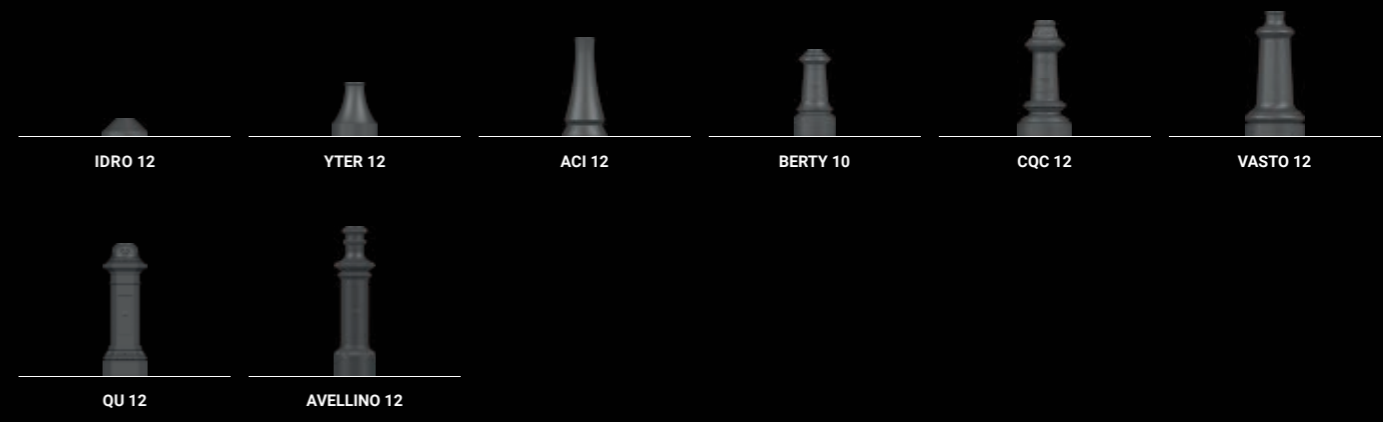 IDRO 12
YTER 12
ACI 12
BERTY 10
CQC 12
VASTO 12
QU 12
AVELLINO 12